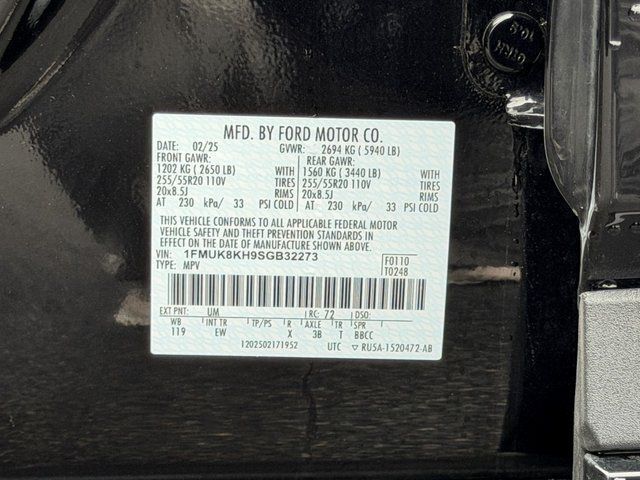 MFD. BY FORD MOTOR CO.
DATE: 02/25 GVWR: 2694 KG ( 5940 LB)
FRONT GAWR: REAR GAWR:
1202 KG ( 2650 LB) WITH 1560 KG ( 3440 LB) WITH
255/55R20 110V TIRES 255/55R20 110V TIRES
20x8.5J RIMS 20x8.5J RIMS
AT 230 kPa/ 33 PSI COLD AT 230 kPa/ 33 PSI COLD
THIS VEHICLE CONFORMS TO ALL APPLICABLE FEDERAL MOTOR
VEHICLE SAFETY AND THEFT PREVENTION STANDARDS IN
EFFECT ON THE DATE OF MANUFACTURE SHOWN ABOVE.
VIN: 1FMUK8KH9SGB32273 F0110
TYPE: MPV T0248
EXT PNT: UM RC: 72 DSO:
WB INT TR TP/PS R AXLE TR SPR
119 EW X 3B T BBCC
1202502171952 UTC RU5A-1520472-AB